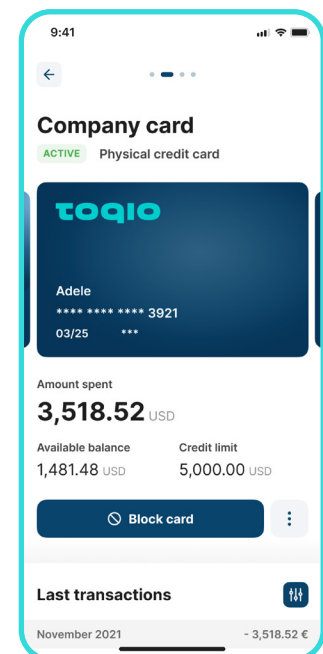 9:41
Company card
ACTIVE Physical credit card
toqio
Adele
**** **** **** 3921
03/25 ***
Amount spent
3,518.52 USD
Available balance Credit limit
1,481.48 USD 5,000.00 USD
Block card
Last transactions
November 2021 - 3,518.52 €